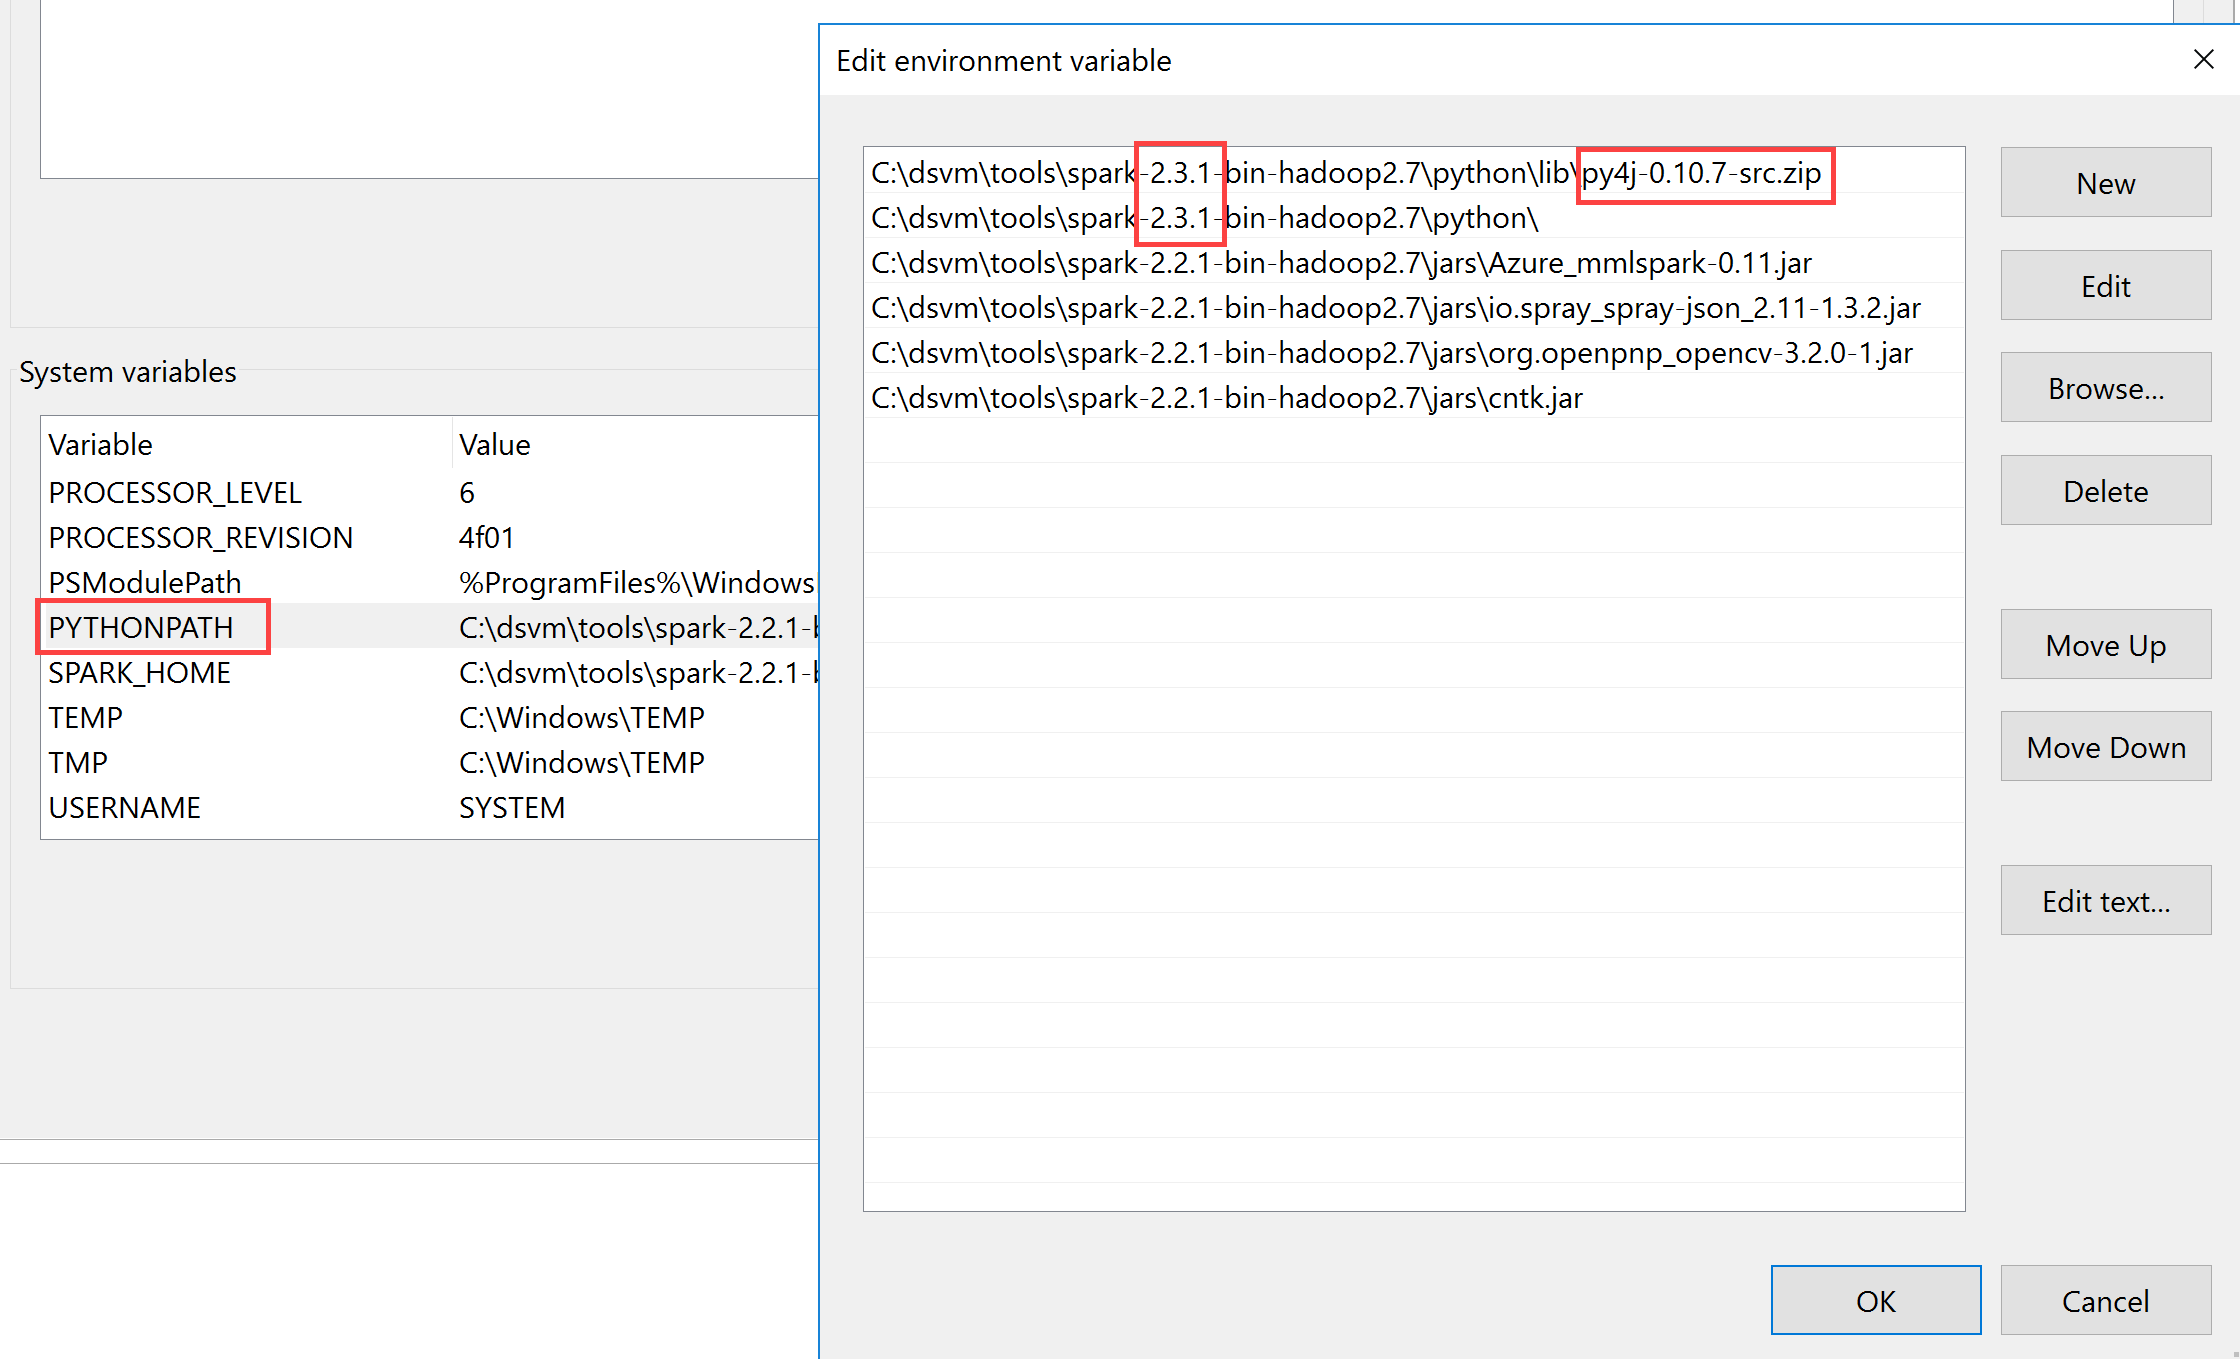 Edit environment variable
C:\dsvm\tools\spark-2.3.1-bin-hadoop2.7\python\lib\py4j-0.10.7-src.zip
C:\dsvm\tools\spark-2.3.1-bin-hadoop2.7\python\
C:\dsvm\tools\spark-2.2.1-bin-hadoop2.7\jars\Azure_mmlspark-0.11.jar
C:\dsvm\tools\spark-2.2.1-bin-hadoop2.7\jars\io.spray_spray-json_2.11-1.3.2.jar
C:\dsvm\tools\spark-2.2.1-bin-hadoop2.7\jars\org.openpnp_opencv-3.2.0-1.jar
C:\dsvm\tools\spark-2.2.1-bin-hadoop2.7\jars\cntk.jar
New
Edit
Browse...
Delete
Move Up
Move Down
Edit text...
OK
Cancel
System variables
Variable Value
PROCESSOR_LEVEL 6
PROCESSOR_REVISION 4f01
PSModulePath %ProgramFiles%\Windows
PYTHONPATH C:\dsvm\tools\spark-2.2.1-b
SPARK_HOME C:\dsvm\tools\spark-2.2.1-b
TEMP C:\Windows\TEMP
TMP C:\Windows\TEMP
USERNAME SYSTEM